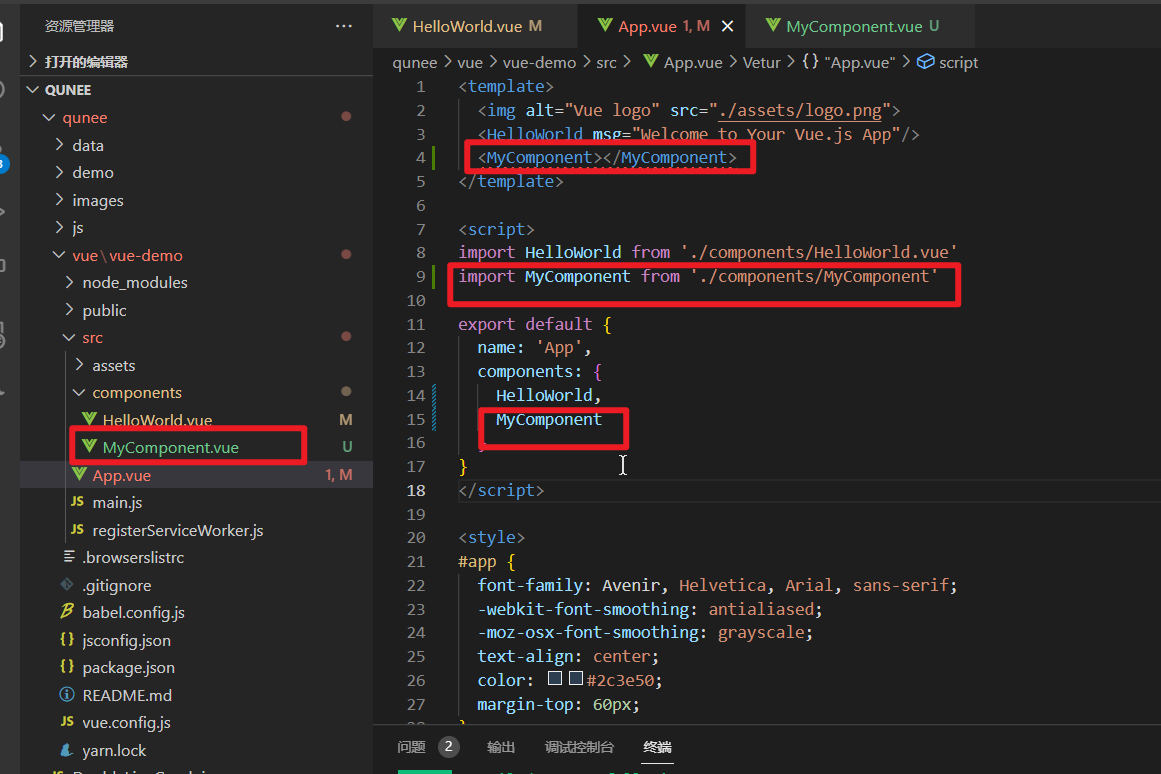 资源管理器
···
打开的编辑器
QUNEE
qunee
data
demo
images
js
vue\vue-demo
node_modules
public
src
assets
components
HelloWorld.vue M
MyComponent.vue U
App.vue 1, M
JS main.js
JS registerServiceWorker.js
.browserslistrc
.gitignore
babel.config.js
{} jsconfig.json
{} package.json
README.md
JS vue.config.js
yarn.lock
HelloWorld.vue M
App.vue 1, M
MyComponent.vue U
qunee > vue > vue-demo > src > App.vue > Vetur > {} "App.vue" > script
1 <template>
2 <img alt="Vue logo" src="./assets/logo.png">
3 <HelloWorld msg="Welcome to Your Vue.js App"/>
4 <MyComponent></MyComponent>
5 </template>
6
7 <script>
8 import HelloWorld from './components/HelloWorld.vue'
9 import MyComponent from './components/MyComponent'
10
11 export default {
12 name: 'App',
13 components: {
14 HelloWorld,
15 MyComponent
16
17 }
18 </script>
19
20 <style>
21 #app {
22 font-family: Avenir, Helvetica, Arial, sans-serif;
23 -webkit-font-smoothing: antialiased;
24 -moz-osx-font-smoothing: grayscale;
25 text-align: center;
26 color: #2c3e50;
27 margin-top: 60px;
问题 2 输出 调试控制台 终端